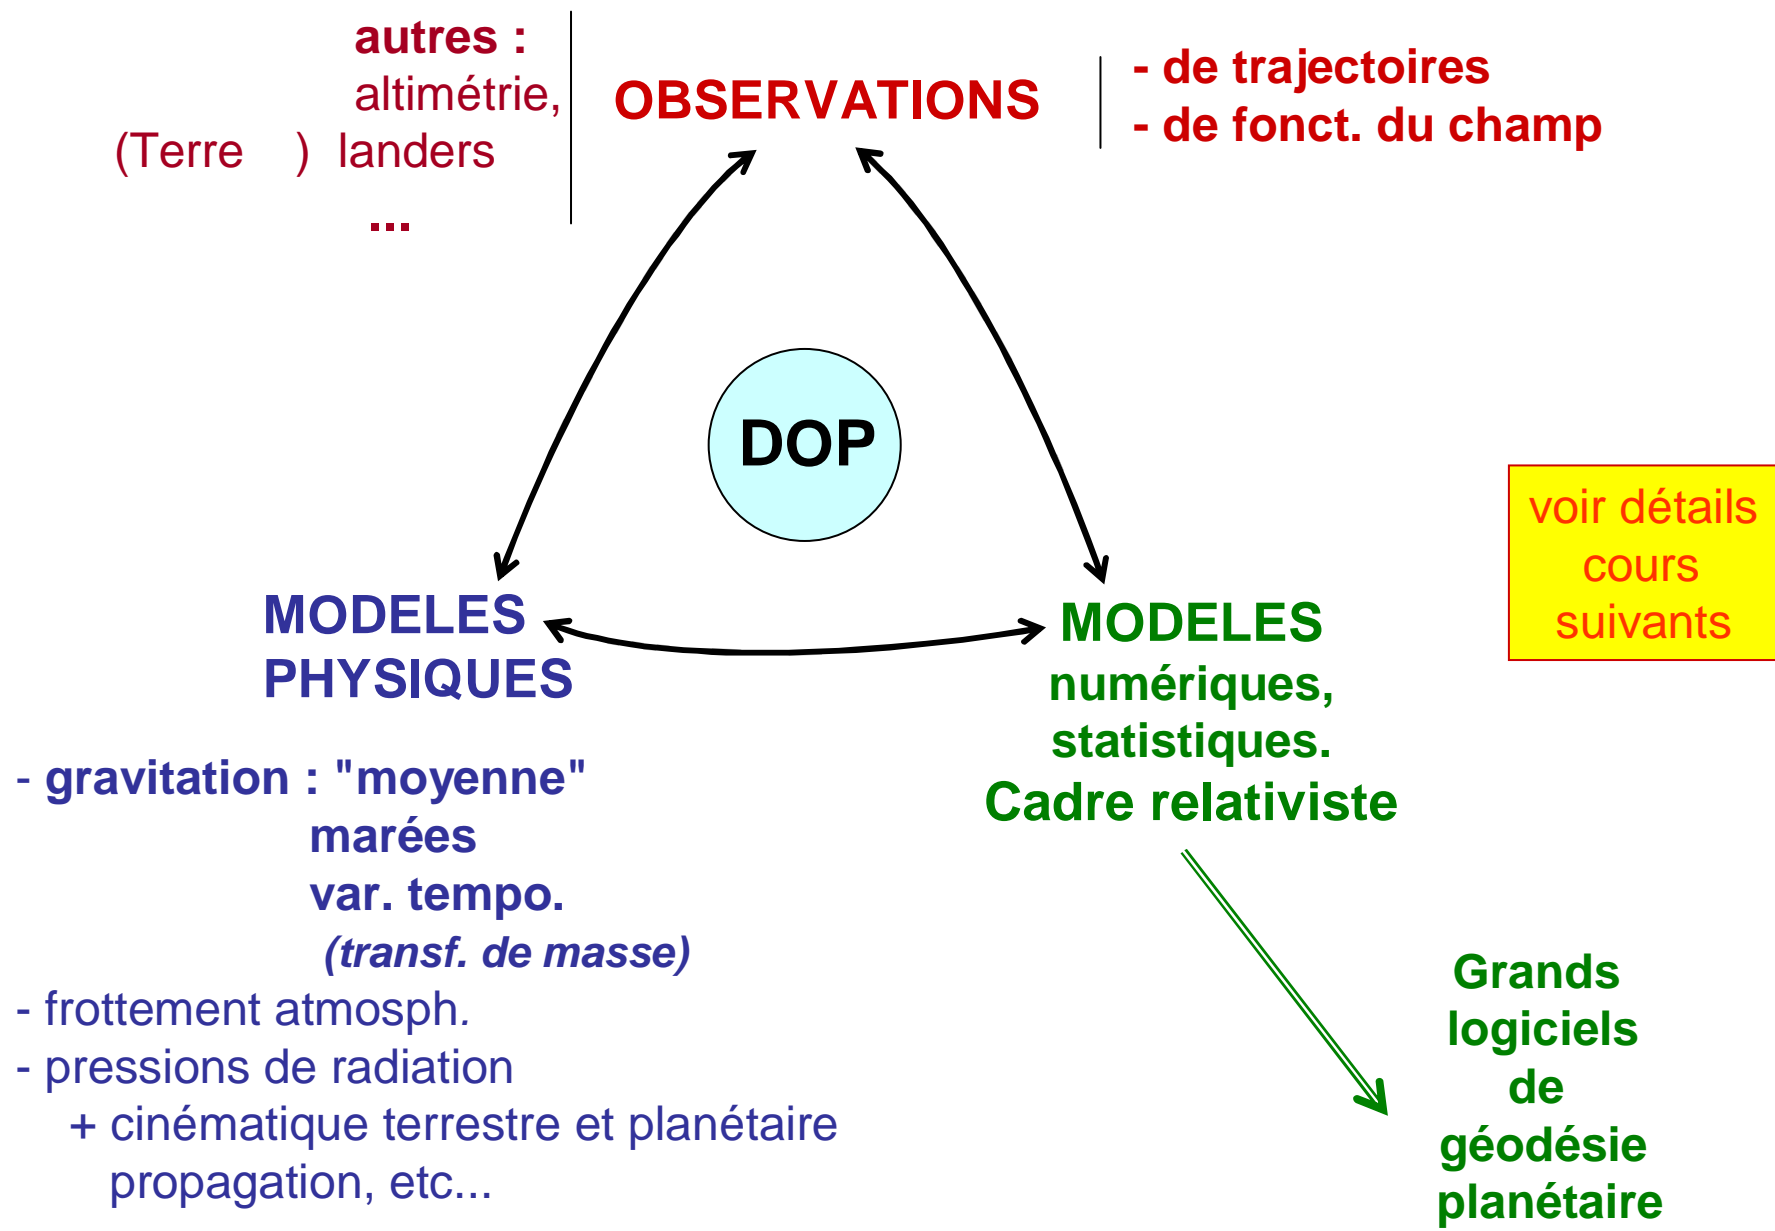 autres :
altimétrie,
(Terre ) landers
...
OBSERVATIONS
- de trajectoires
- de fonct. du champ
DOP
voir détails
cours
suivants
MODELES
PHYSIQUES
- gravitation : "moyenne"
marées
var. tempo.
(transf. de masse)
- frottement atmosph.
- pressions de radiation
+ cinématique terrestre et planétaire
propagation, etc...
MODELES
numériques,
statistiques.
Cadre relativiste
Grands
logiciels
de
géodésie
planétaire